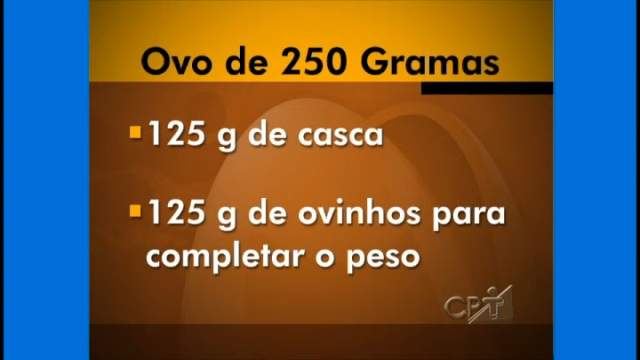 Ovo de 250 Gramas
125 g de casca
125 g de ovinhos para
completar o peso
CPT